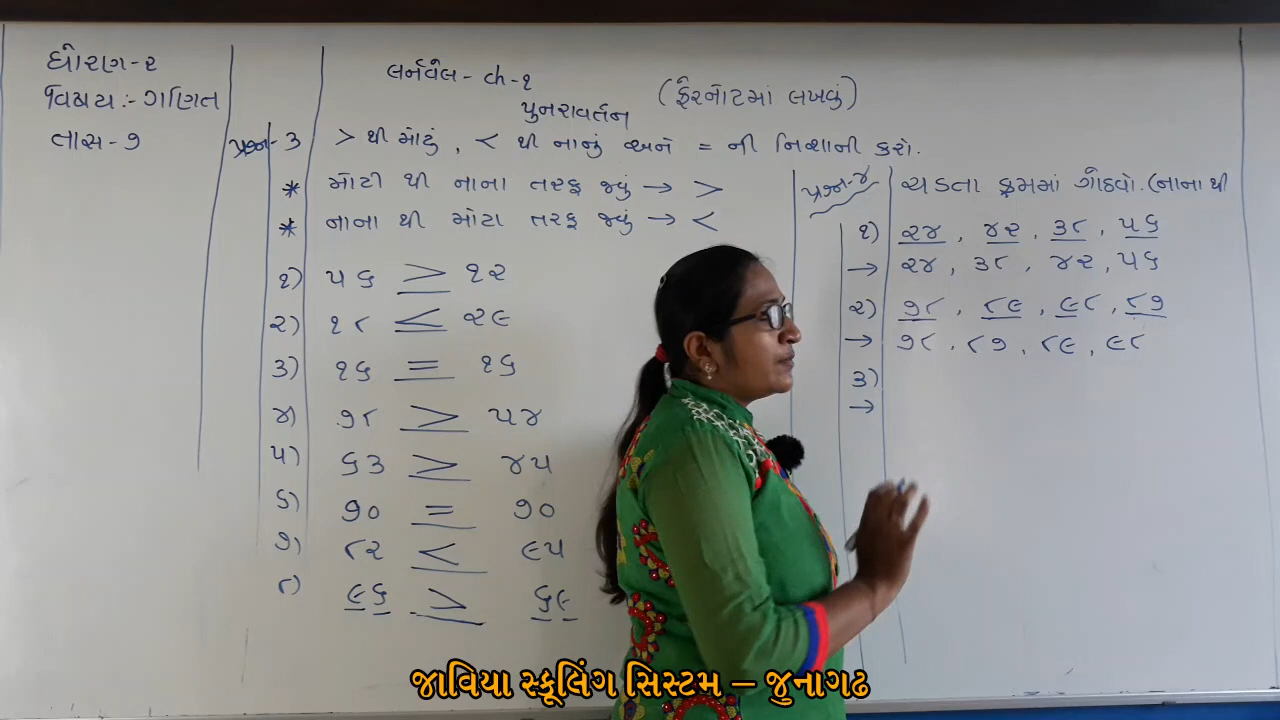 ધોરણ-૨
વિષય :- ગણિત
તાસ-૭
લર્નવેલ - ch-૧
(ફેરનોટમાં લખવું)
પુનરાવર્તન
પ્રશ્ન-૩ > થી મોટું, < થી નાનું અને = ની નિશાની કરો.
* મોટી થી નાના તરફ જવું → >
* નાના થી મોટા તરફ જવું → <
૧) ૫૬ > ૧૨
૨) ૧૮ < ૨૯
૩) ૧૬ = ૧૬
૪) ૭૮ > ૫૪
૫) ૬૩ > ૪૫
૬) ૭૦ = ૭૦
૭) ૮૨ < ૯૫
૮) ૯૬ > ૬૯
પ્રશ્ન-૪ ચડતા ક્રમમાં ગોઠવો. (નાના થી
૧) ૨૪, ૪૨, ૩૮, ૫૬
→ ૨૪, ૩૮, ૪૨, ૫૬
૨) ૭૮, ૮૯, ૯૮, ૮૭
→ ૭૮, ૮૭, ૮૯, ૯૮
૩)
→
જાવિયા સ્કૂલિંગ સિસ્ટમ – જુનાગઢ